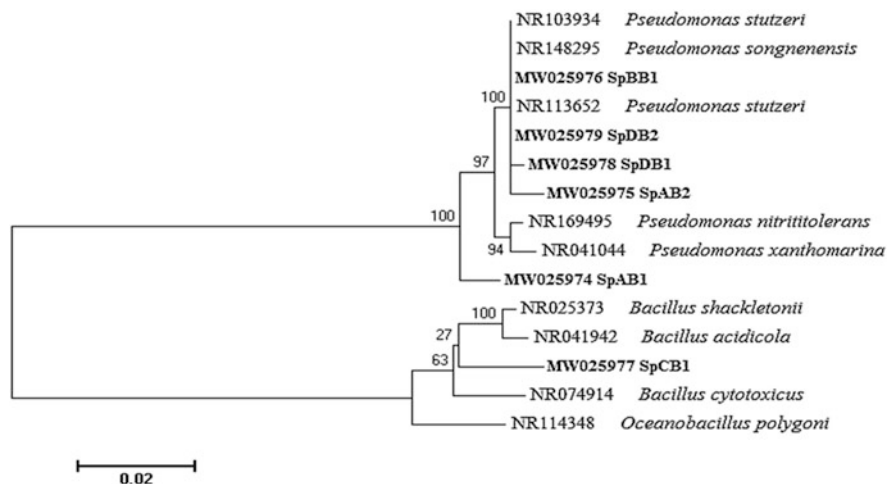 NR103934 Pseudomonas stutzeri
NR148295 Pseudomonas songnenensis
MW025976 SpBB1
100 NR113652 Pseudomonas stutzeri
MW025979 SpDB2
97 MW025978 SpDB1
MW025975 SpAB2
100 NR169495 Pseudomonas nitrititolerans
94 NR041044 Pseudomonas xanthomarina
MW025974 SpAB1
NR025373 Bacillus shackletonii
100
27 NR041942 Bacillus acidicola
63 MW025977 SpCB1
NR074914 Bacillus cytotoxicus
NR114348 Oceanobacillus polygoni
0.02